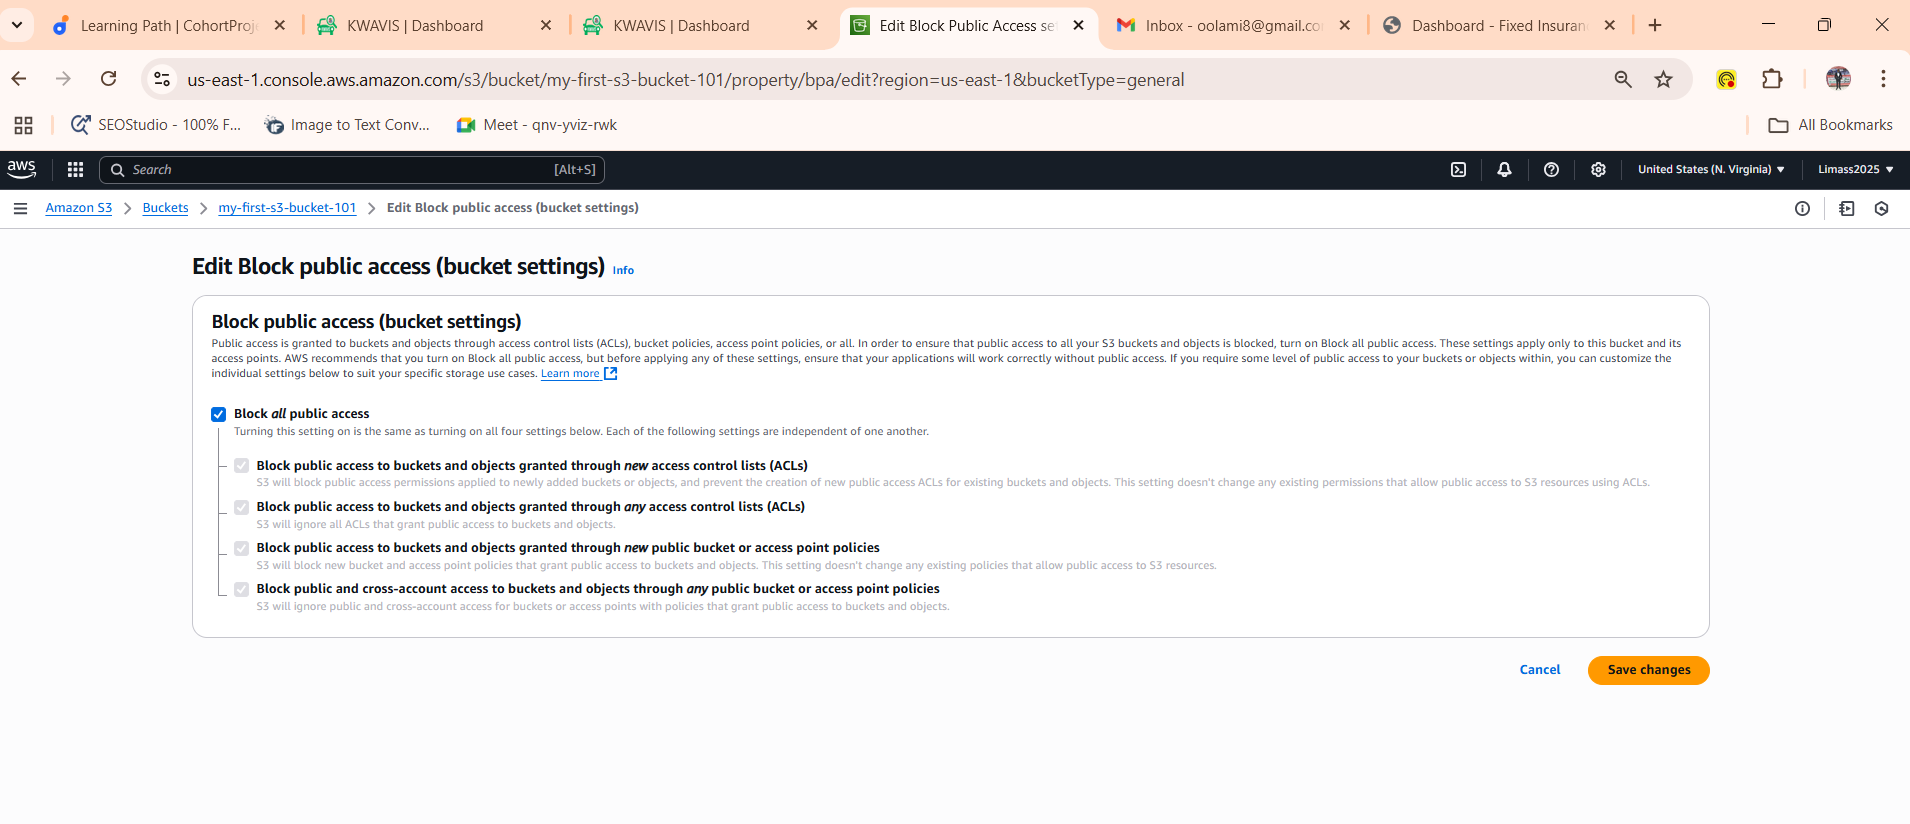 Learning Path | CohortProj
KWAVIS | Dashboard
KWAVIS | Dashboard
Edit Block Public Access se
Inbox - oolami8@gmail.co
Dashboard - Fixed Insuran
us-east-1.console.aws.amazon.com/s3/bucket/my-first-s3-bucket-101/property/bpa/edit?region=us-east-1&bucketType=general
SEOStudio - 100% F...
Image to Text Conv...
Meet - qnv-yviz-rwk
All Bookmarks
aws
Search
[Alt+S]
United States (N. Virginia)
Limass2025
Amazon S3
Buckets
my-first-s3-bucket-101
Edit Block public access (bucket settings)
Edit Block public access (bucket settings) Info
Block public access (bucket settings)
Public access is granted to buckets and objects through access control lists (ACLs), bucket policies, access point policies, or all. In order to ensure that public access to all your S3 buckets and objects is blocked, turn on Block all public access. These settings apply only to this bucket and its
access points. AWS recommends that you turn on Block all public access, but before applying any of these settings, ensure that your applications will work correctly without public access. If you require some level of public access to your buckets or objects within, you can customize the
individual settings below to suit your specific storage use cases. Learn more
Block all public access
Turning this setting on is the same as turning on all four settings below. Each of the following settings are independent of one another.
Block public access to buckets and objects granted through new access control lists (ACLs)
S3 will block public access permissions applied to newly added buckets or objects, and prevent the creation of new public access ACLs for existing buckets and objects. This setting doesn't change any existing permissions that allow public access to S3 resources using ACLs.
Block public access to buckets and objects granted through any access control lists (ACLs)
S3 will ignore all ACLs that grant public access to buckets and objects.
Block public access to buckets and objects granted through new public bucket or access point policies
S3 will block new bucket and access point policies that grant public access to buckets and objects. This setting doesn't change any existing policies that allow public access to S3 resources.
Block public and cross-account access to buckets and objects through any public bucket or access point policies
S3 will ignore public and cross-account access for buckets or access points with policies that grant public access to buckets and objects.
Cancel
Save changes